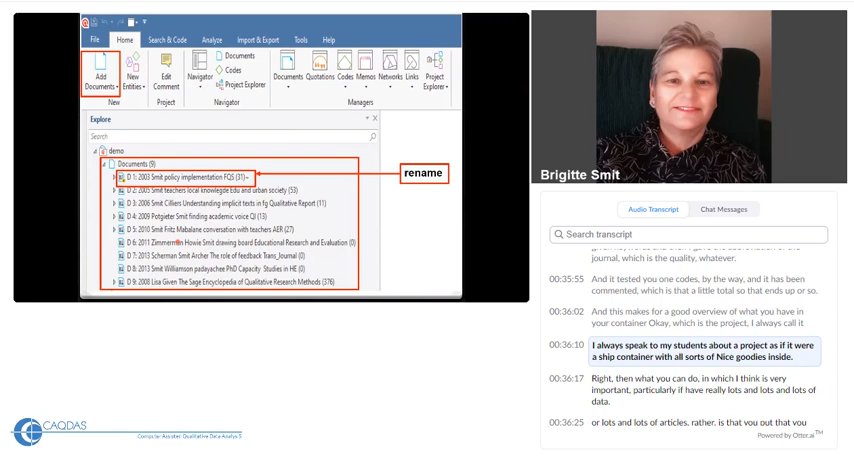 File Home Search & Code Analyze Import & Export Tools Help
Add Documents
New Entities
Edit Comment
Navigator
Documents
Codes
Project Explorer
Documents Quotations Codes Memos Networks Links Project Explorer
New Project Navigator Managers
Explore
Search
demo
Documents (9)
D 1: 2003 Smit policy implementation FQS (31)~
rename
D 2: 2005 Smit teachers local knowlegde Edu and urban society (53)
D 3: 2006 Smit Cilliers Understanding implicit texts in fg Qualitative Report (11)
D 4: 2009 Potgieter Smit finding academic voice QI (13)
D 5: 2010 Smit Fritz Mabalane conversation with teachers AER (27)
D 6: 2011 Zimmerman Howie Smit drawing board Educational Research and Evaluation (0)
D 7: 2013 Scherman Smit Archer The role of feedback Trans_Journal (0)
D 8: 2013 Smit Williamson padayachee PhD Capacity Studies in HE (0)
D 9: 2008 Lisa Given The Sage Encyclopedia of Qualitative Research Methods (376)
CAQDAS
Computer Assisted Qualitative Data Analysis
Brigitte Smit
Audio Transcript Chat Messages
Search transcript
journal, which is the quality, whatever.
00:35:55 And it tested you one codes, by the way, and it has been
commented, which is that a little total so that ends up or so.
00:36:02 And this makes for a good overview of what you have in
your container Okay, which is the project, I always call it
00:36:10 I always speak to my students about a project as if it were
a ship container with all sorts of Nice goodies inside.
00:36:17 Right, then what you can do, in which I think is very
important, particularly if have really lots and lots and lots of
data.
00:36:25 or lots and lots of articles, rather, is that you put that you
Powered by Otter.ai™